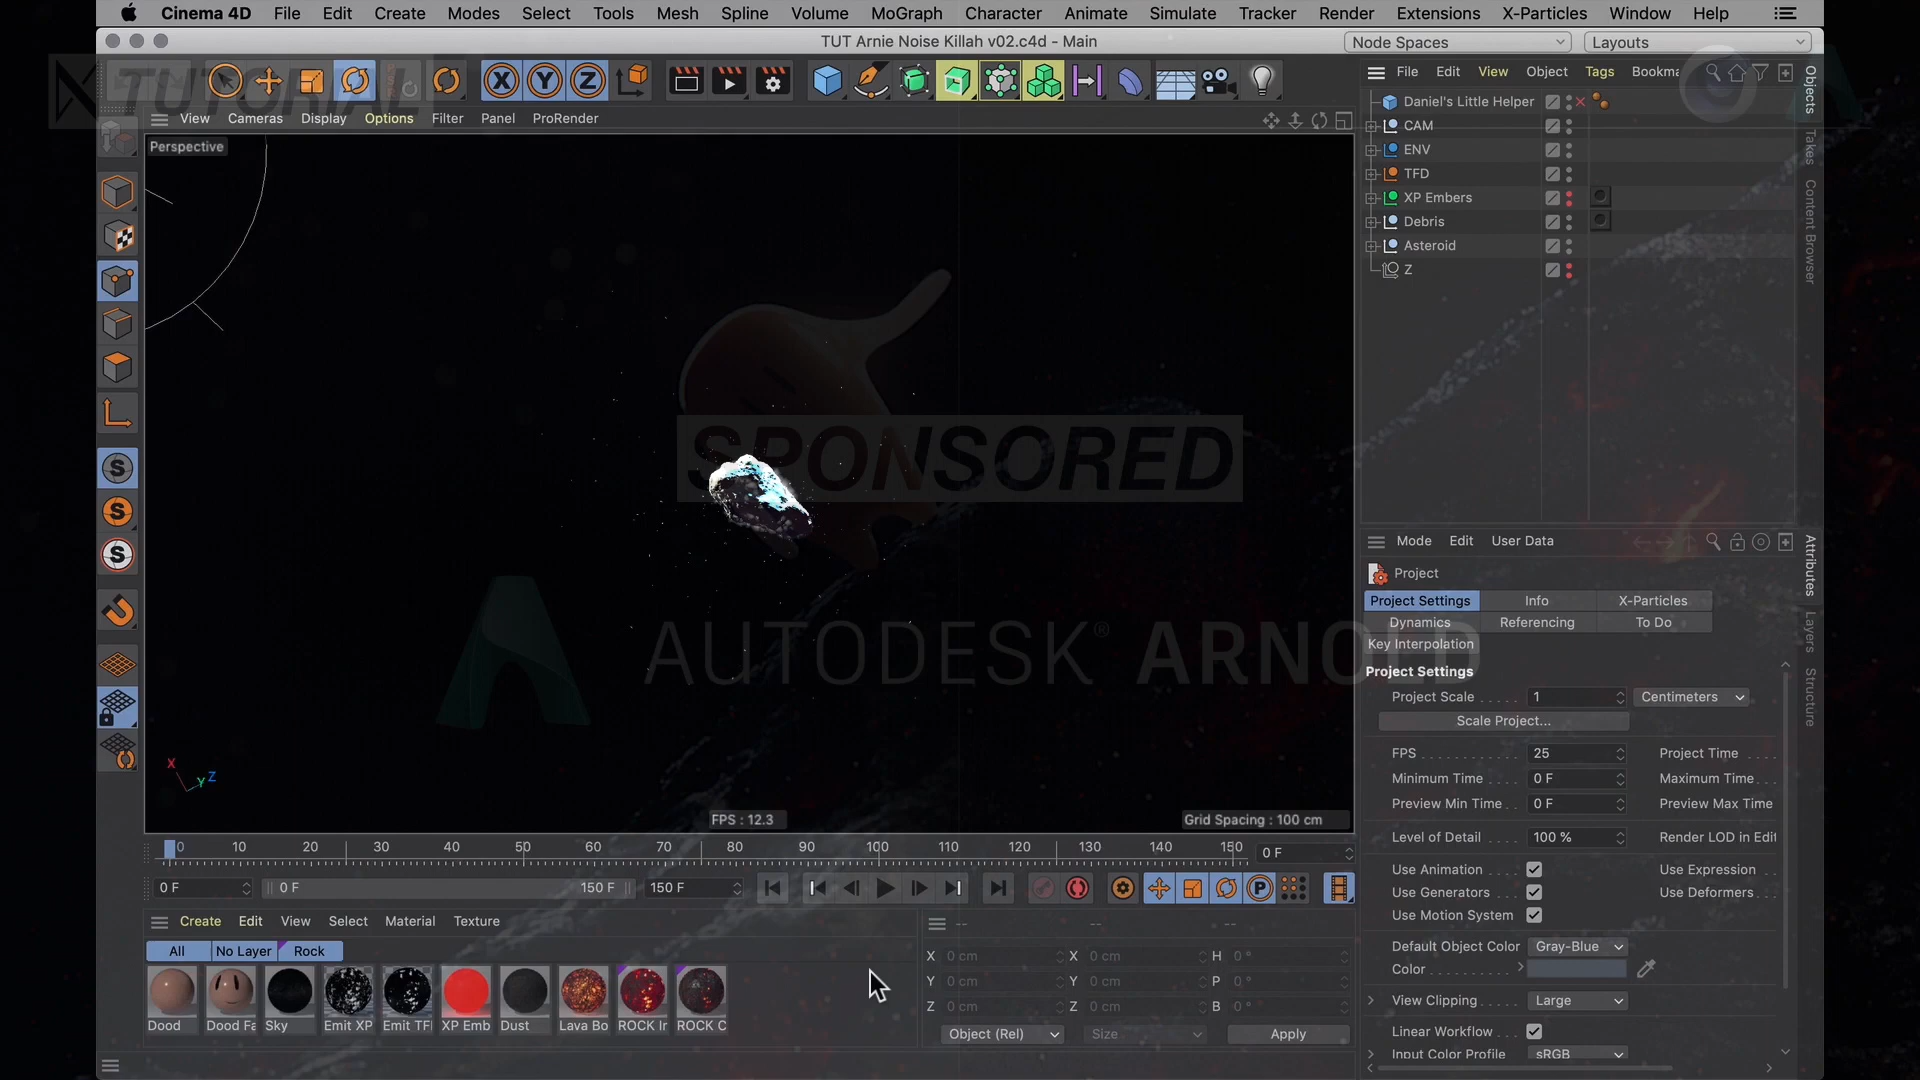 Cinema 4D File Edit Create Modes Select Tools Mesh Spline Volume MoGraph Character Animate Simulate Tracker Render Extensions X-Particles Window Help
TUT Arnie Noise Killah v02.c4d - Main
Node Spaces
Layouts
TUTORIAL
X Y Z
File Edit View Object Tags Bookma
View Cameras Display Options Filter Panel ProRender
Perspective
Daniel's Little Helper
CAM
ENV
TFD
XP Embers
Debris
Asteroid
Z
Objects
Takes
Content Browser
SPONSORED
AUTODESK® ARNOLD
S
S
S
X Y Z
FPS : 12.3
Grid Spacing : 100 cm
Mode Edit User Data
Project
Project Settings Info X-Particles
Dynamics Referencing To Do
Key Interpolation
Project Settings
Project Scale 1 Centimeters
Scale Project...
FPS 25 Project Time
Minimum Time 0 F Maximum Time
Preview Min Time 0 F Preview Max Time
Level of Detail 100 % Render LOD in Edit
Use Animation Use Expression
Use Generators Use Deformers
Use Motion System
Default Object Color Gray-Blue
Color
View Clipping Large
Linear Workflow
Input Color Profile sRGB
Attributes
Layers
Structure
0 10 20 30 40 50 60 70 80 90 100 110 120 130 140 150 0 F
0 F 0 F 150 F 150 F P
Create Edit View Select Material Texture
All No Layer Rock
Dood Dood Fa Sky Emit XP Emit TFI XP Emb Dust Lava Bo ROCK Ir ROCK C
-- -- --
X 0 cm X 0 cm H 0 °
Y 0 cm Y 0 cm P 0 °
Z 0 cm Z 0 cm B 0 °
Object (Rel) Size Apply